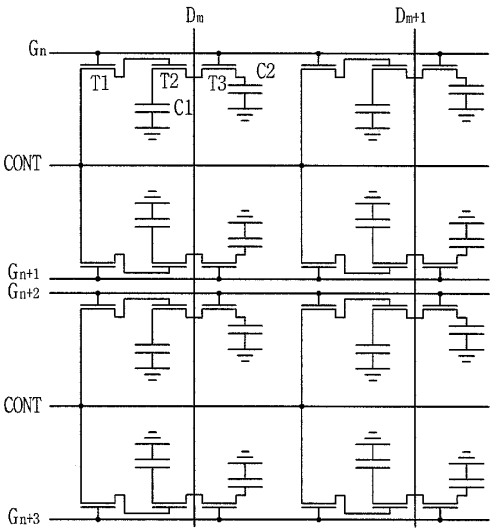 Dm Dm+1
Gn
T1 T2 T3 C2
C1
CONT
Gn+1
Gn+2
CONT
Gn+3